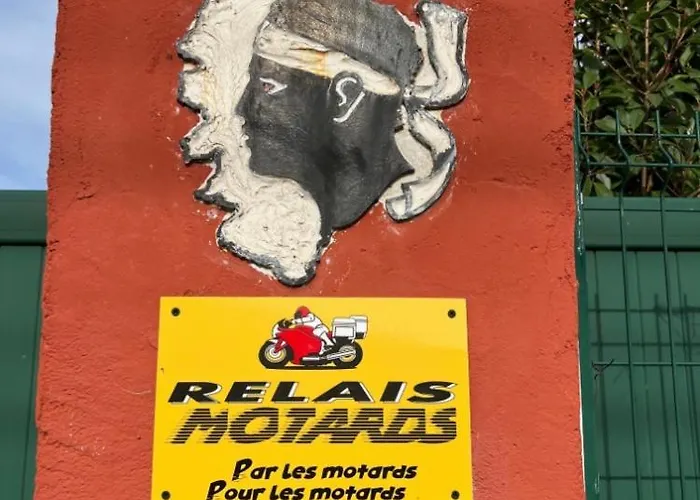 RELAIS
MOTARDS
Par les motards
Pour les motards